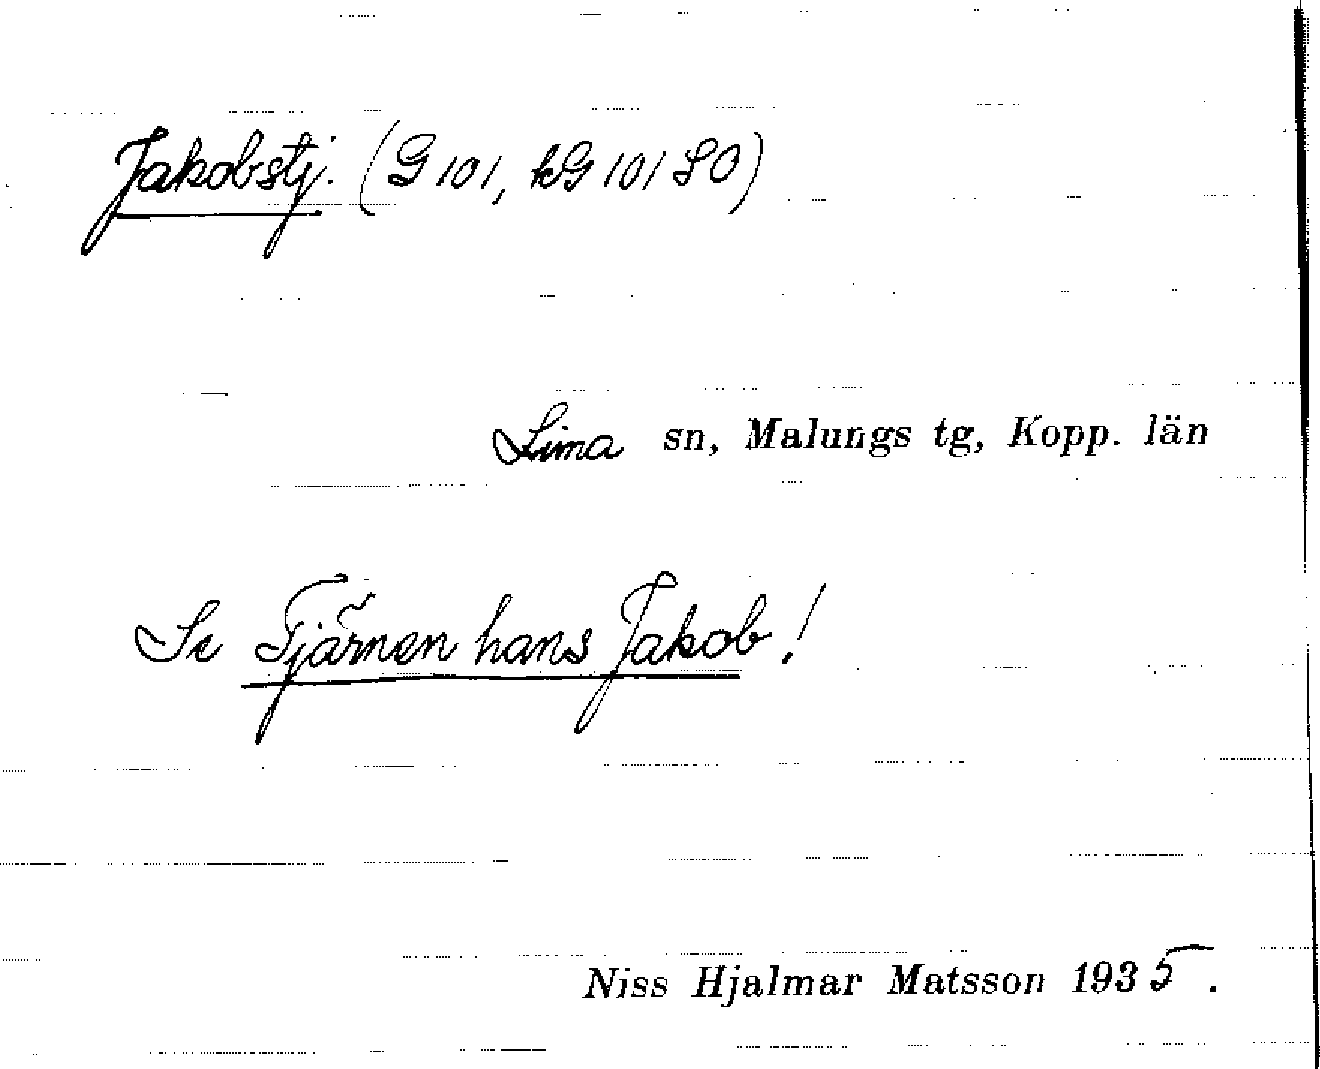 Jakobstj. (G 101, kG 101 SO)
Lima sn, Malungs tg, Kopp. län
Se Tjärnen hans Jakob!
Niss Hjalmar Matsson 1935.